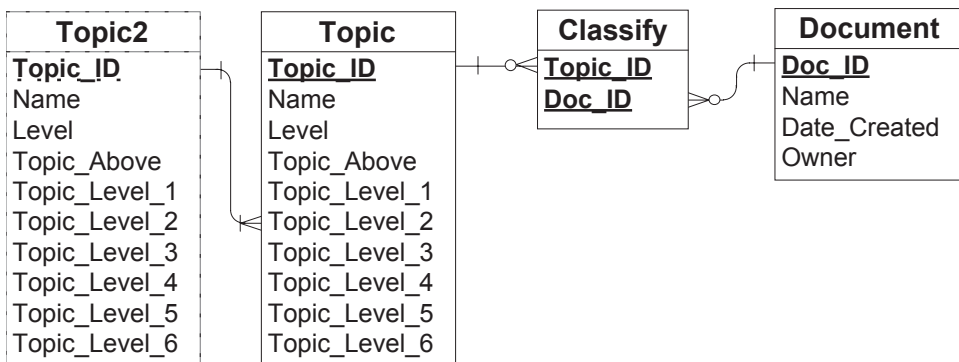 Topic2
Topic_ID
Name
Level
Topic_Above
Topic_Level_1
Topic_Level_2
Topic_Level_3
Topic_Level_4
Topic_Level_5
Topic_Level_6
Topic
Topic_ID
Name
Level
Topic_Above
Topic_Level_1
Topic_Level_2
Topic_Level_3
Topic_Level_4
Topic_Level_5
Topic_Level_6
Classify
Topic_ID
Doc_ID
Document
Doc_ID
Name
Date_Created
Owner